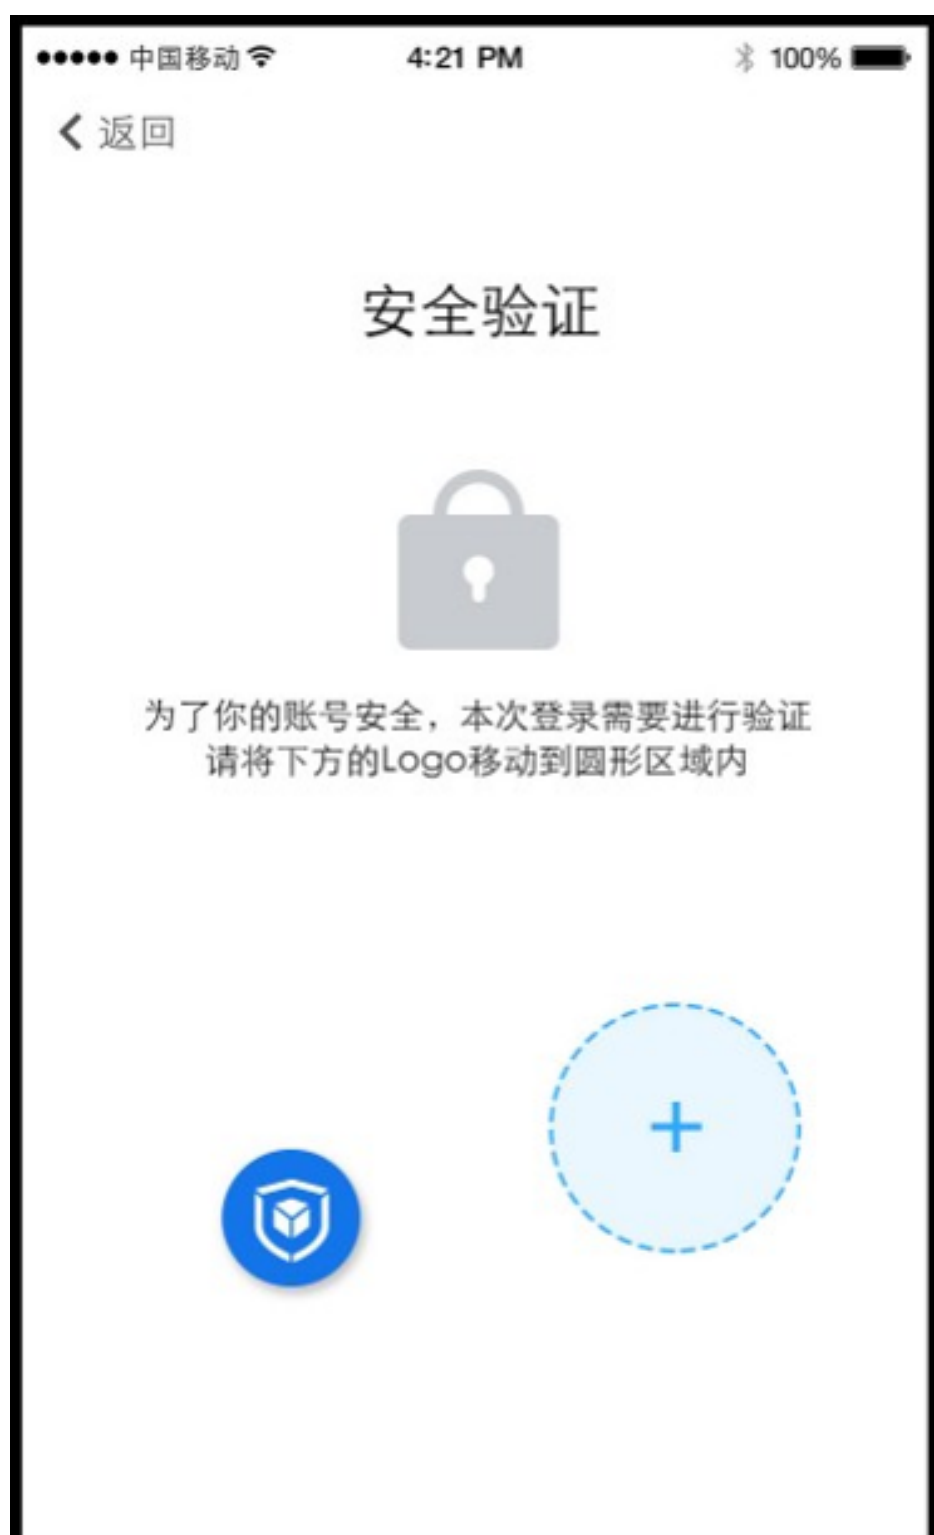 中国移动 4:21 PM 100%
返回
安全验证
为了你的账号安全，本次登录需要进行验证
请将下方的Logo移动到圆形区域内